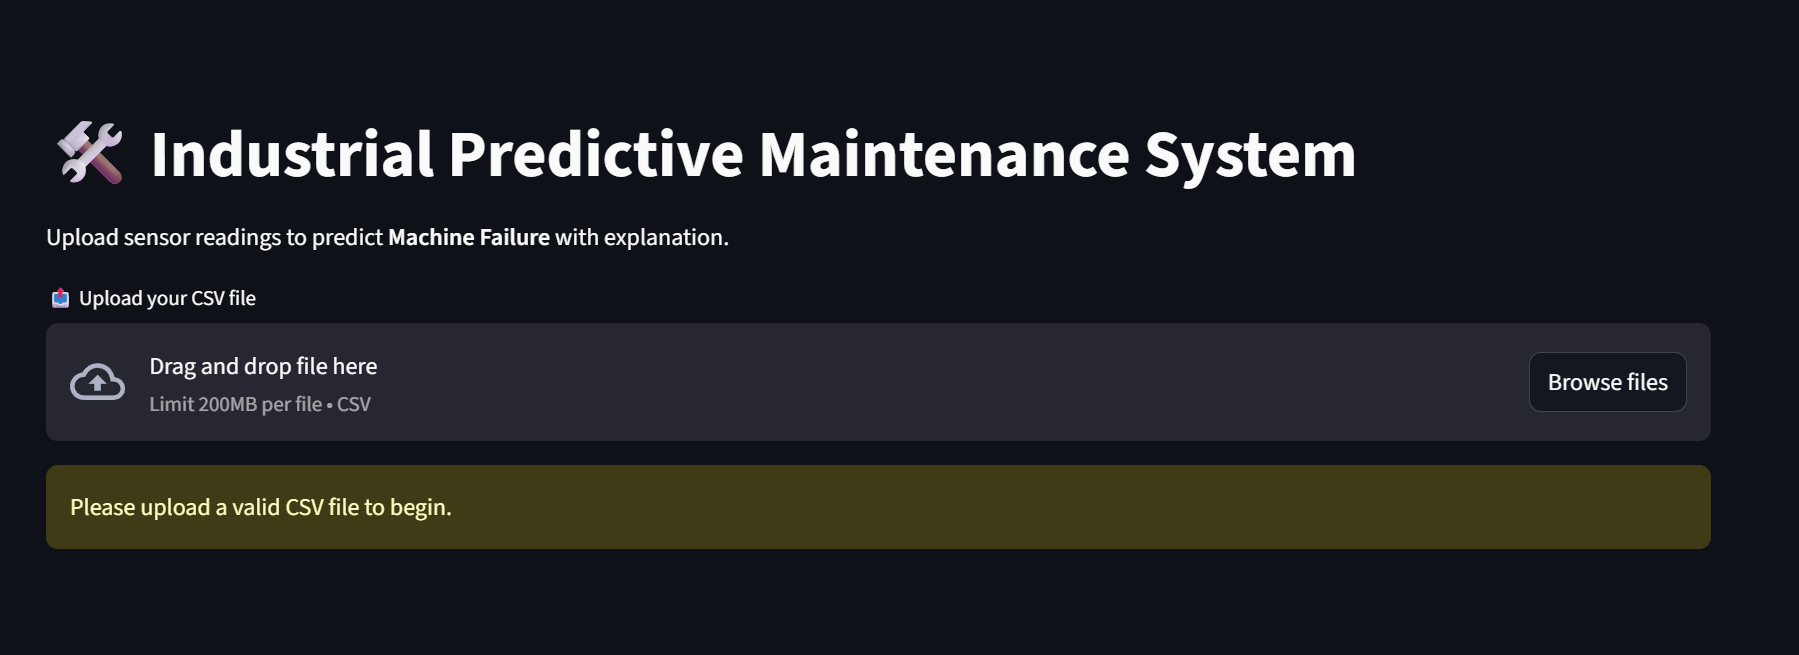 🛠️ Industrial Predictive Maintenance System
Upload sensor readings to predict Machine Failure with explanation.
📤 Upload your CSV file
Drag and drop file here
Limit 200MB per file • CSV
Browse files
Please upload a valid CSV file to begin.